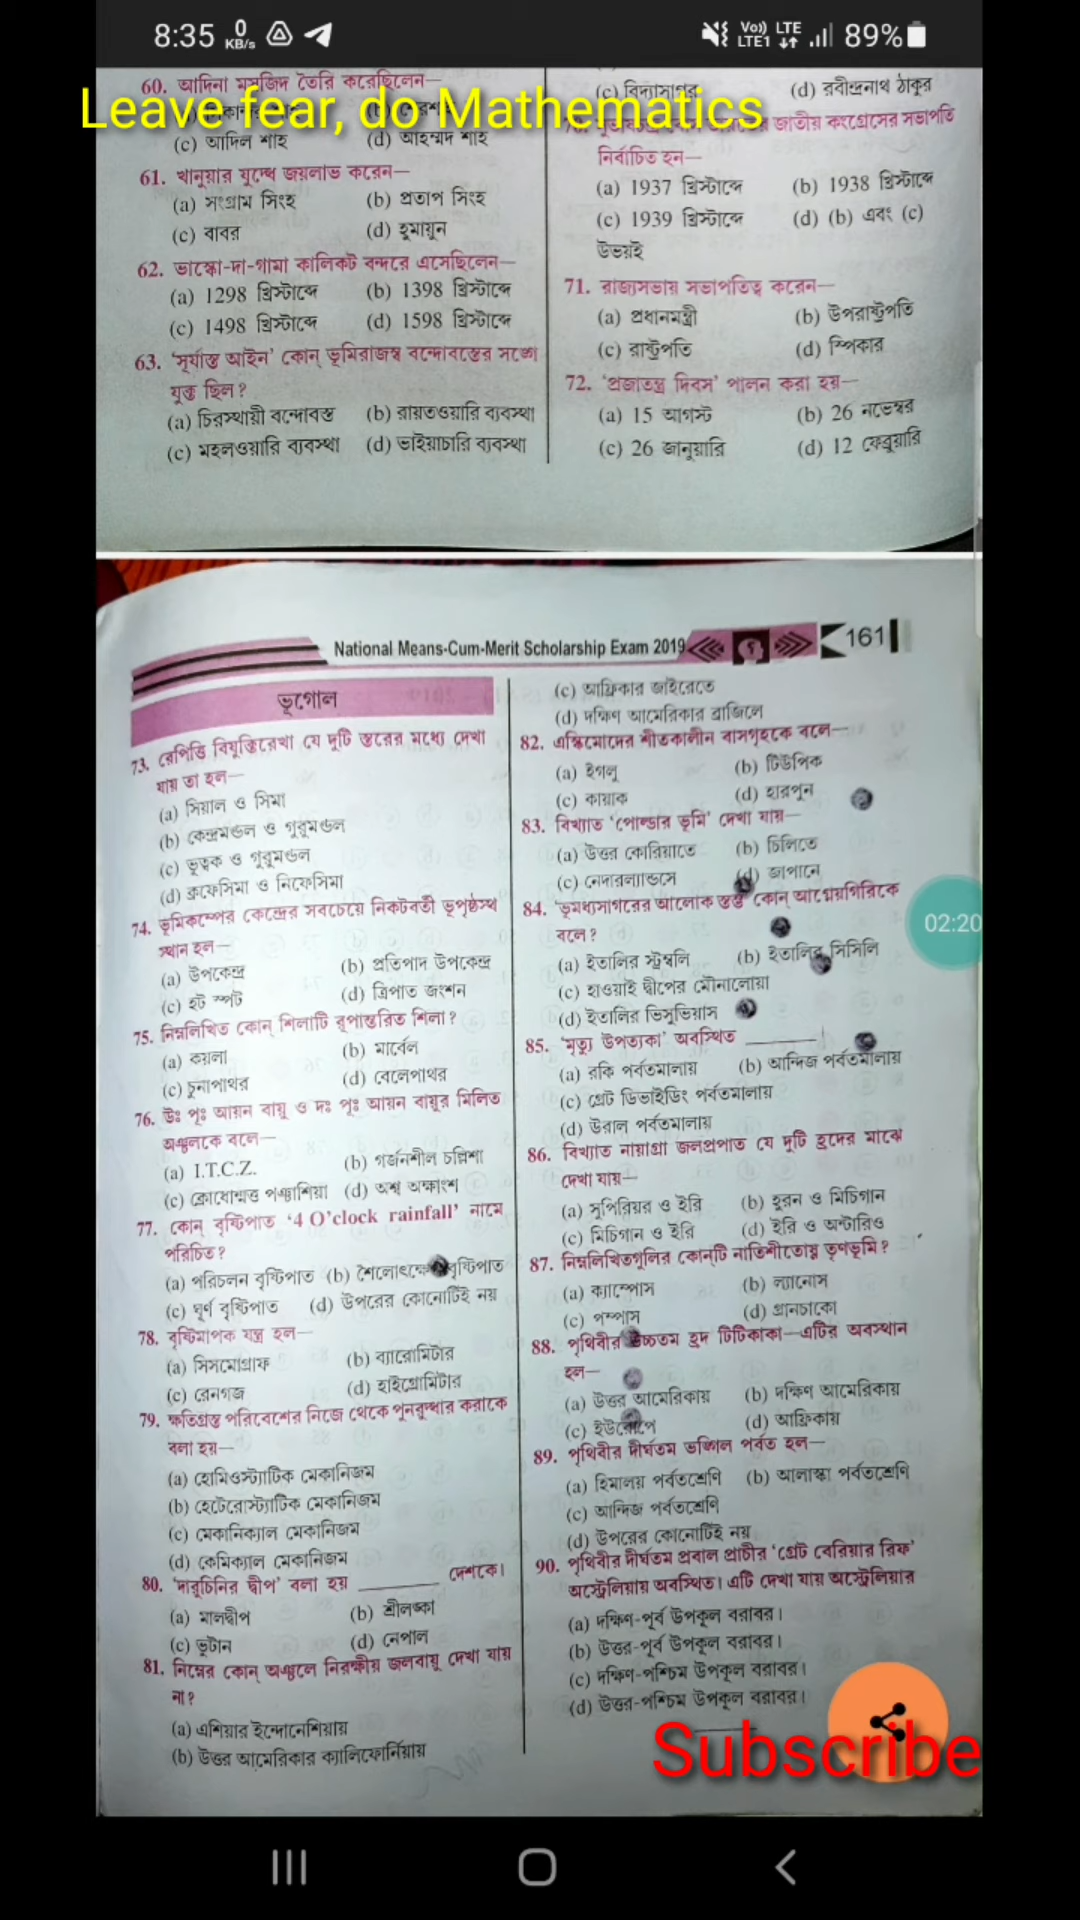 8:35
0
KB/s
Vo))
LTE1
LTE
89%
60. আদিনা মসজিদ তৈরি করেছিলেন—
Leave fear, do Mathematics
(c) আদিল শাহ (d) আহম্মদ শাহ
61. খানুয়ার যুদ্ধে জয়লাভ করেন—
(a) সংগ্রাম সিংহ (b) প্রতাপ সিংহ
(c) বাবর (d) হুমায়ুন
62. ভাস্কো-দা-গামা কালিকট বন্দরে এসেছিলেন—
(a) 1298 খ্রিস্টাব্দে (b) 1398 খ্রিস্টাব্দে
(c) 1498 খ্রিস্টাব্দে (d) 1598 খ্রিস্টাব্দে
63. ‘সূর্যাস্ত আইন’ কোন্ ভূমিরাজস্ব বন্দোবস্তের সঙ্গে
যুক্ত ছিল?
(a) চিরস্থায়ী বন্দোবস্ত (b) রায়তওয়ারি ব্যবস্থা
(c) মহলওয়ারি ব্যবস্থা (d) ভাইয়াচারি ব্যবস্থা
(c) বিদ্যাসাগর (d) রবীন্দ্রনাথ ঠাকুর
জাতীয় কংগ্রেসের সভাপতি
নির্বাচিত হন—
(a) 1937 খ্রিস্টাব্দে (b) 1938 খ্রিস্টাব্দে
(c) 1939 খ্রিস্টাব্দে (d) (b) এবং (c)
উভয়ই
71. রাজ্যসভায় সভাপতিত্ব করেন—
(a) প্রধানমন্ত্রী (b) উপরাষ্ট্রপতি
(c) রাষ্ট্রপতি (d) স্পিকার
72. ‘প্রজাতন্ত্র দিবস’ পালন করা হয়—
(a) 15 আগস্ট (b) 26 নভেম্বর
(c) 26 জানুয়ারি (d) 12 ফেব্রুয়ারি
National Means-Cum-Merit Scholarship Exam 2019
161
ভূগোল
73. রেপিত্তি বিযুক্তিরেখা যে দুটি স্তরের মধ্যে দেখা
যায় তা হল—
(a) সিয়াল ও সিমা
(b) কেন্দ্রমণ্ডল ও গুরুমণ্ডল
(c) ভূত্বক ও গুরুমণ্ডল
(d) ক্রফেসিমা ও নিফেসিমা
74. ভূমিকম্পের কেন্দ্রের সবচেয়ে নিকটবর্তী ভূপৃষ্ঠস্থ
স্থান হল—
(a) উপকেন্দ্র (b) প্রতিপাদ উপকেন্দ্র
(c) হট স্পট (d) ত্রিপাত জংশন
75. নিম্নলিখিত কোন্ শিলাটি রূপান্তরিত শিলা?
(a) কয়লা (b) মার্বেল
(c) চুনাপাথর (d) বেলেপাথর
76. উঃ পূঃ আয়ন বায়ু ও দঃ পূঃ আয়ন বায়ুর মিলিত
অঞ্চলকে বলে—
(a) I.T.C.Z. (b) গর্জনশীল চল্লিশা
(c) ক্রোধোন্মত্ত পঞ্চাশিয়া (d) অশ্ব অক্ষাংশ
77. কোন্ বৃষ্টিপাত ‘4 O’clock rainfall’ নামে
পরিচিত?
(a) পরিচলন বৃষ্টিপাত (b) শৈলোৎক্ষেপ বৃষ্টিপাত
(c) ঘূর্ণ বৃষ্টিপাত (d) উপরের কোনোটিই নয়
78. বৃষ্টিমাপক যন্ত্র হল—
(a) সিসমোগ্রাফ (b) ব্যারোমিটার
(c) রেনগজ (d) হাইগ্রোমিটার
79. ক্ষতিগ্রস্ত পরিবেশের নিজে থেকে পুনরুদ্ধার করাকে
বলা হয়—
(a) হোমিওস্ট্যাটিক মেকানিজম
(b) হেটেরোস্ট্যাটিক মেকানিজম
(c) মেকানিক্যাল মেকানিজম
(d) কেমিক্যাল মেকানিজম
80. ‘দারুচিনির দ্বীপ’ বলা হয় ________ দেশকে।
(a) মালদ্বীপ (b) শ্রীলঙ্কা
(c) ভুটান (d) নেপাল
81. নিম্নের কোন্ অঞ্চলে নিরক্ষীয় জলবায়ু দেখা যায়
না?
(a) এশিয়ার ইন্দোনেশিয়ায়
(b) উত্তর আমেরিকার ক্যালিফোর্নিয়ায়
(c) আফ্রিকার জাইরেতে
(d) দক্ষিণ আমেরিকার ব্রাজিলে
82. এস্কিমোদের শীতকালীন বাসগৃহকে বলে—
(a) ইগলু (b) টিউপিক
(c) কায়াক (d) হারপুন
83. বিখ্যাত ‘পোল্ডার ভূমি’ দেখা যায়—
(a) উত্তর কোরিয়াতে (b) চিলিতে
(c) নেদারল্যান্ডসে (d) জাপানে
84. ভূমধ্যসাগরের আলোক স্তম্ভ কোন্ আগ্নেয়গিরিকে
বলে?
(a) ইতালির স্ট্রম্বলি (b) ইতালির সিসিলি
(c) হাওয়াই দ্বীপের মৌনালোয়া
(d) ইতালির ভিসুভিয়াস
85. ‘মৃত্যু উপত্যকা’ অবস্থিত ________
(a) রকি পর্বতমালায় (b) আন্দিজ পর্বতমালায়
(c) গ্রেট ডিভাইডিং পর্বতমালায়
(d) উরাল পর্বতমালায়
86. বিখ্যাত নায়াগ্রা জলপ্রপাত যে দুটি হ্রদের মাঝে
দেখা যায়—
(a) সুপিরিয়র ও ইরি (b) হুরন ও মিচিগান
(c) মিচিগান ও ইরি (d) ইরি ও অন্টারিও
87. নিম্নলিখিতগুলির কোন্‌টি নাতিশীতোষ্ণ তৃণভূমি?
(a) ক্যাম্পোস (b) ল্যানোস
(c) পম্পাস (d) গ্রানচাকো
88. পৃথিবীর উচ্চতম হ্রদ টিটিকাকা—এটির অবস্থান
হল—
(a) উত্তর আমেরিকায় (b) দক্ষিণ আমেরিকায়
(c) ইউরোপে (d) আফ্রিকায়
89. পৃথিবীর দীর্ঘতম ভঙ্গিল পর্বত হল—
(a) হিমালয় পর্বতশ্রেণি (b) আলাস্কা পর্বতশ্রেণি
(c) আন্দিজ পর্বতশ্রেণি
(d) উপরের কোনোটিই নয়
90. পৃথিবীর দীর্ঘতম প্রবাল প্রাচীর ‘গ্রেট বেরিয়ার রিফ’
অস্ট্রেলিয়ায় অবস্থিত। এটি দেখা যায় অস্ট্রেলিয়ার
(a) দক্ষিণ-পূর্ব উপকূল বরাবর।
(b) উত্তর-পূর্ব উপকূল বরাবর।
(c) দক্ষিণ-পশ্চিম উপকূল বরাবর।
(d) উত্তর-পশ্চিম উপকূল বরাবর।
02:20
Subscribe